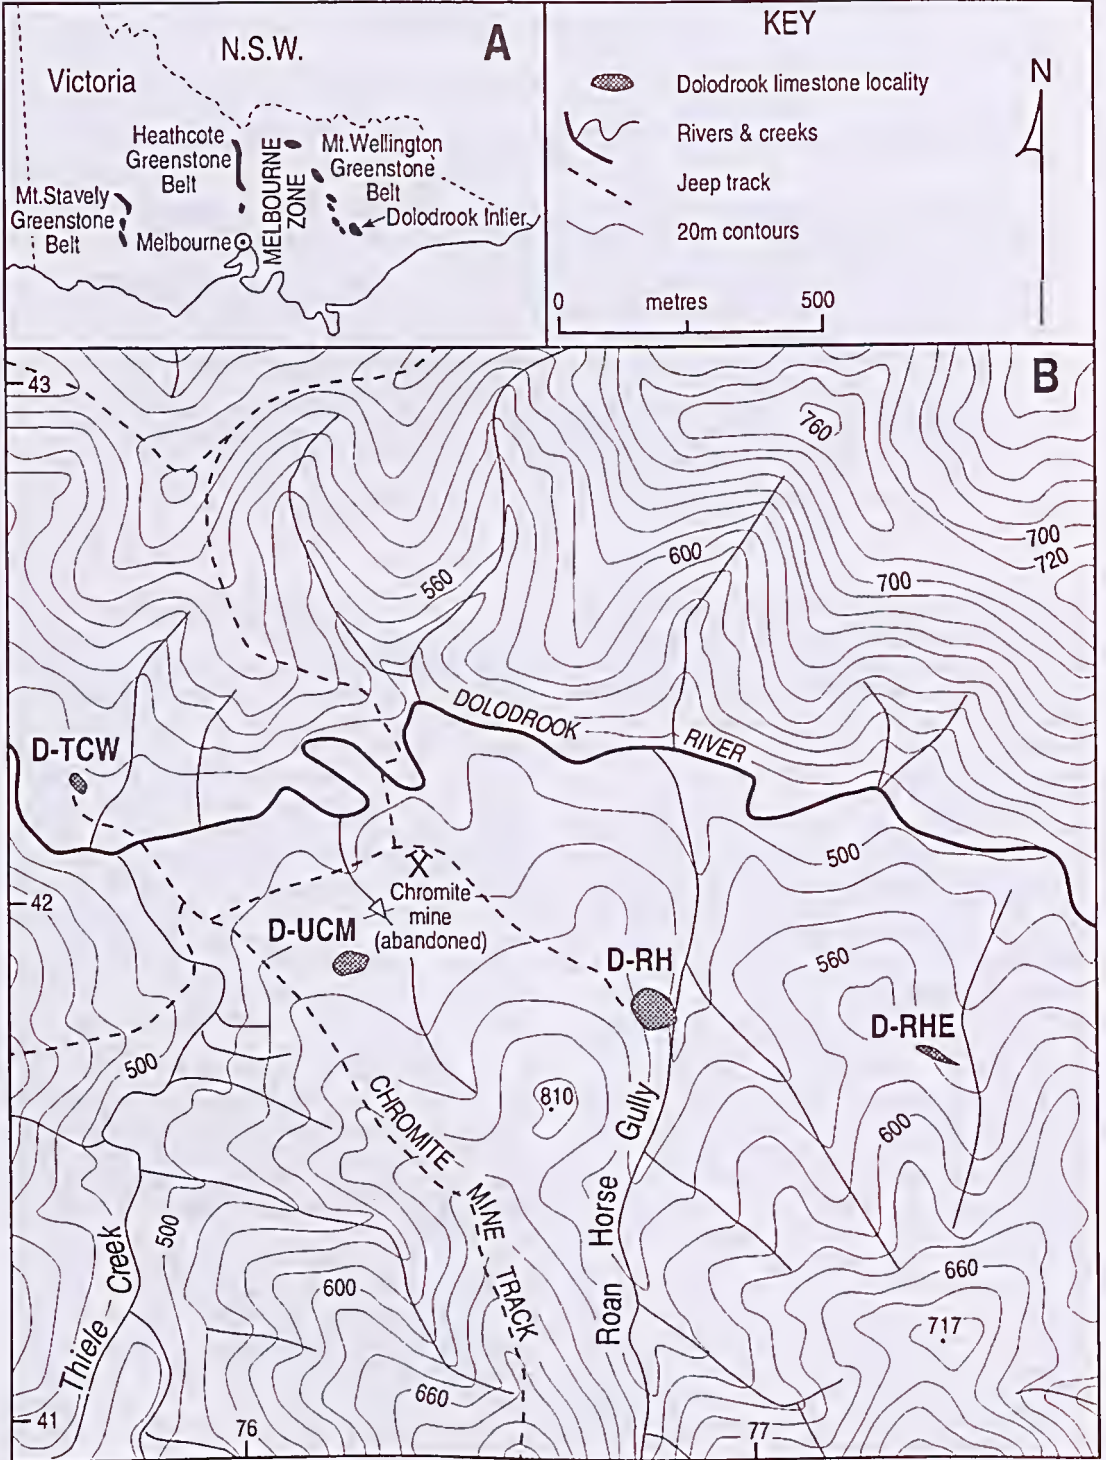 N.S.W.
A
Victoria
Heathcote
Greenstone
Belt
MELBOURNE
ZONE
Mt.Wellington
Greenstone
Belt
Mt.Stavely
Greenstone
Belt
Dolodrook Inlier
Melbourne
KEY
Dolodrook limestone locality
Rivers & creeks
Jeep track
20m contours
0 metres 500
N
B
43
760
700
720
600
700
560
DOLODROOK
RIVER
D-TCW
500
42
Chromite
mine
(abandoned)
D-UCM
D-RH
560
D-RHE
500
CHROMITE
MINE
TRACK
810
600
Roan Horse Gully
500
Thiele Creek
600
660
660
717
41
76
77